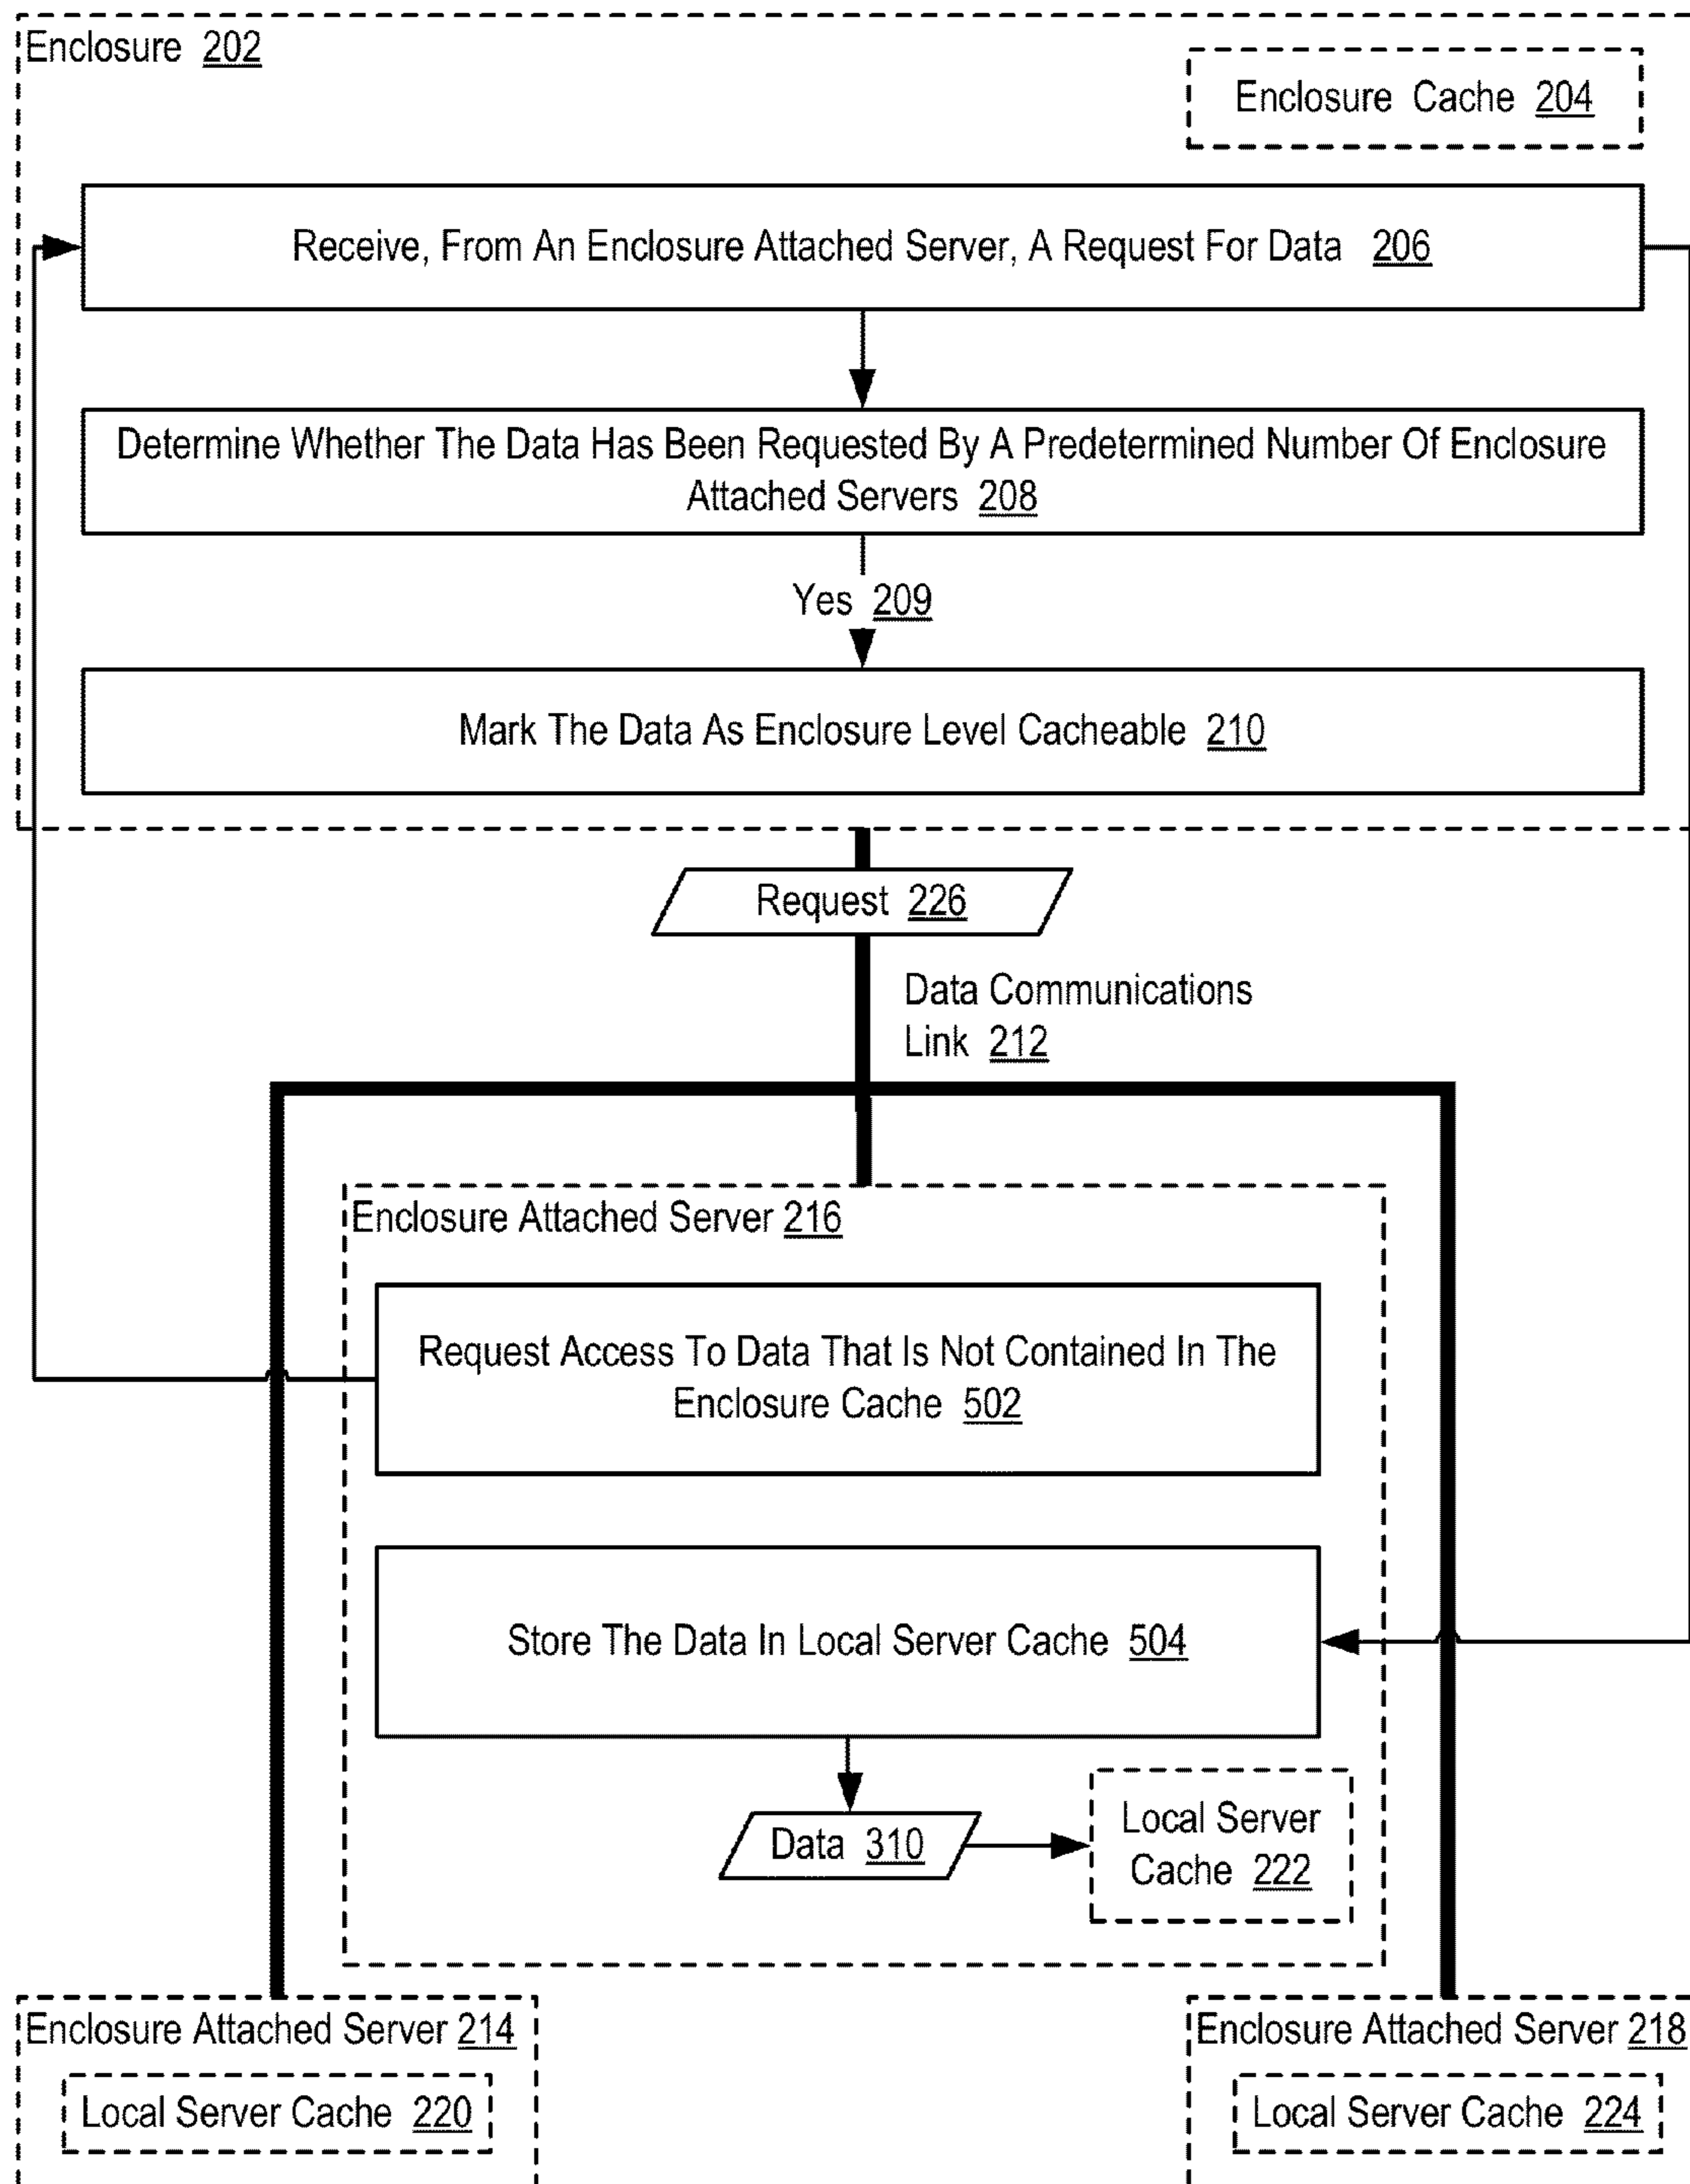 Enclosure 202
Enclosure Cache 204
Receive, From An Enclosure Attached Server, A Request For Data 206
Determine Whether The Data Has Been Requested By A Predetermined Number Of Enclosure
Attached Servers 208
Yes 209
Mark The Data As Enclosure Level Cacheable 210
Request 226
Data Communications
Link 212
Enclosure Attached Server 216
Request Access To Data That Is Not Contained In The
Enclosure Cache 502
Store The Data In Local Server Cache 504
Data 310
Local Server
Cache 222
Enclosure Attached Server 214
Local Server Cache 220
Enclosure Attached Server 218
Local Server Cache 224